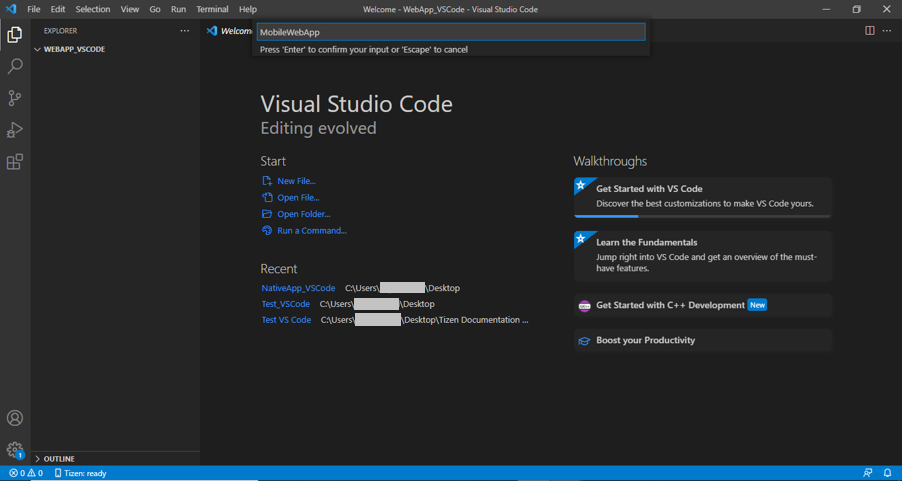 File Edit Selection View Go Run Terminal Help
Welcome - WebApp_VSCode - Visual Studio Code
EXPLORER
WEBAPP_VSCODE
Welcome
MobileWebApp
Press 'Enter' to confirm your input or 'Escape' to cancel
Visual Studio Code
Editing evolved
Start
New File...
Open File...
Open Folder...
Run a Command...
Recent
NativeApp_VSCode C:\Users\ \Desktop
Test_VSCode C:\Users\ \Desktop
Test VS Code C:\Users\ \Desktop\Tizen Documentation ...
Walkthroughs
Get Started with VS Code
Discover the best customizations to make VS Code yours.
Learn the Fundamentals
Jump right into VS Code and get an overview of the must-
have features.
Get Started with C++ Development New
Boost your Productivity
1
OUTLINE
0 0 Tizen: ready